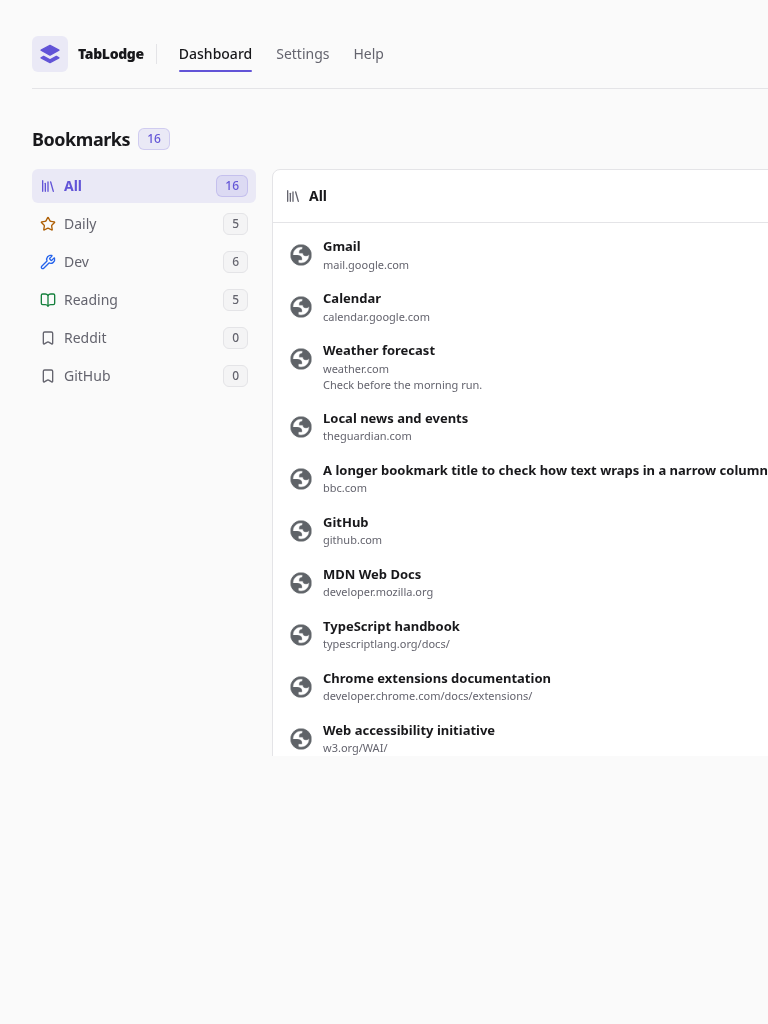 TabLodge
Dashboard
Settings
Help
Bookmarks 16
All 16
Daily 5
Dev 6
Reading 5
Reddit 0
GitHub 0
All
Gmail
mail.google.com
Calendar
calendar.google.com
Weather forecast
weather.com
Check before the morning run.
Local news and events
theguardian.com
A longer bookmark title to check how text wraps in a narrow column
bbc.com
GitHub
github.com
MDN Web Docs
developer.mozilla.org
TypeScript handbook
typescriptlang.org/docs/
Chrome extensions documentation
developer.chrome.com/docs/extensions/
Web accessibility initiative
w3.org/WAI/